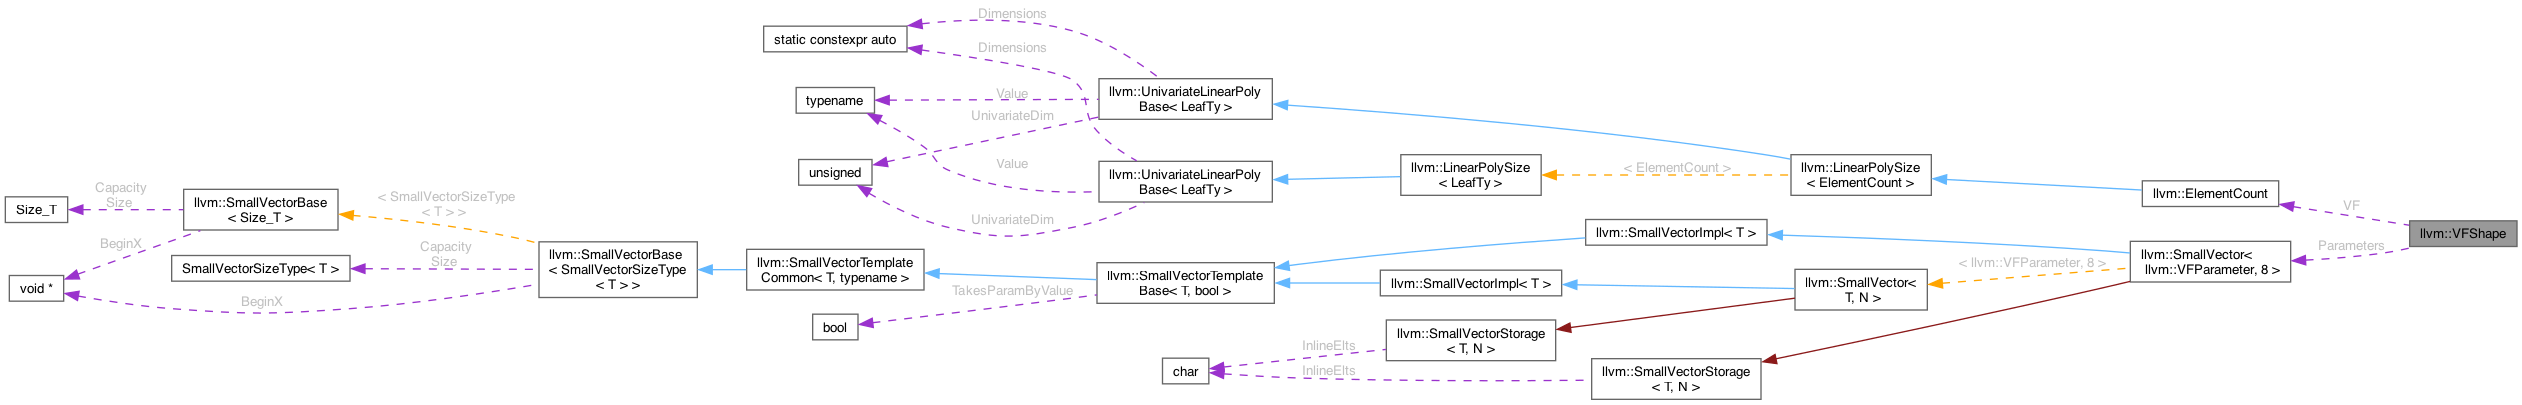 Dimensions
static constexpr auto
Dimensions
typename
Value
llvm::UnivariateLinearPoly
Base< LeafTy >
UnivariateDim
unsigned
Value
llvm::UnivariateLinearPoly
Base< LeafTy >
UnivariateDim
llvm::LinearPolySize
< LeafTy >
< ElementCount >
llvm::LinearPolySize
< ElementCount >
llvm::ElementCount
VF
llvm::VFShape
Parameters
Size_T
Capacity
Size
llvm::SmallVectorBase
< Size_T >
< SmallVectorSizeType
< T > >
BeginX
void *
SmallVectorSizeType< T >
Capacity
Size
BeginX
llvm::SmallVectorBase
< SmallVectorSizeType
< T > >
llvm::SmallVectorTemplate
Common< T, typename >
llvm::SmallVectorTemplate
Base< T, bool >
TakesParamByValue
bool
llvm::SmallVectorImpl< T >
llvm::SmallVectorImpl< T >
llvm::SmallVector<
T, N >
< llvm::VFParameter, 8 >
llvm::SmallVector<
llvm::VFParameter, 8 >
char
InlineElts
InlineElts
llvm::SmallVectorStorage
< T, N >
llvm::SmallVectorStorage
< T, N >